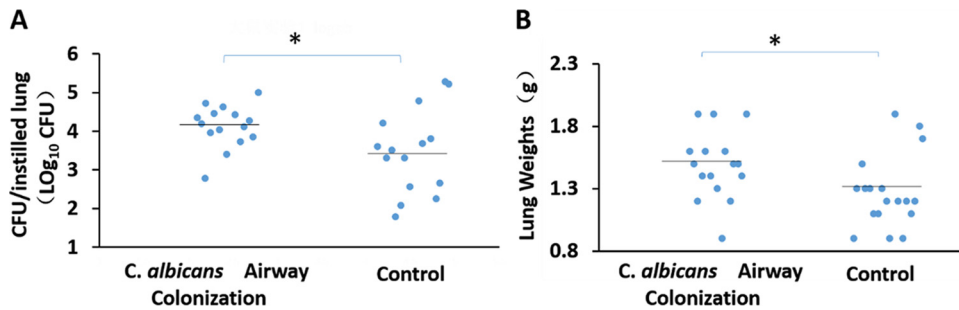 A
*
CFU/instilled lung
（LOg10 CFU）
6
5
4
3
2
1
C. albicans Airway
Colonization
Control
B
*
Lung Weights （g）
2.3
1.8
1.3
0.8
C. albicans Airway
Colonization
Control